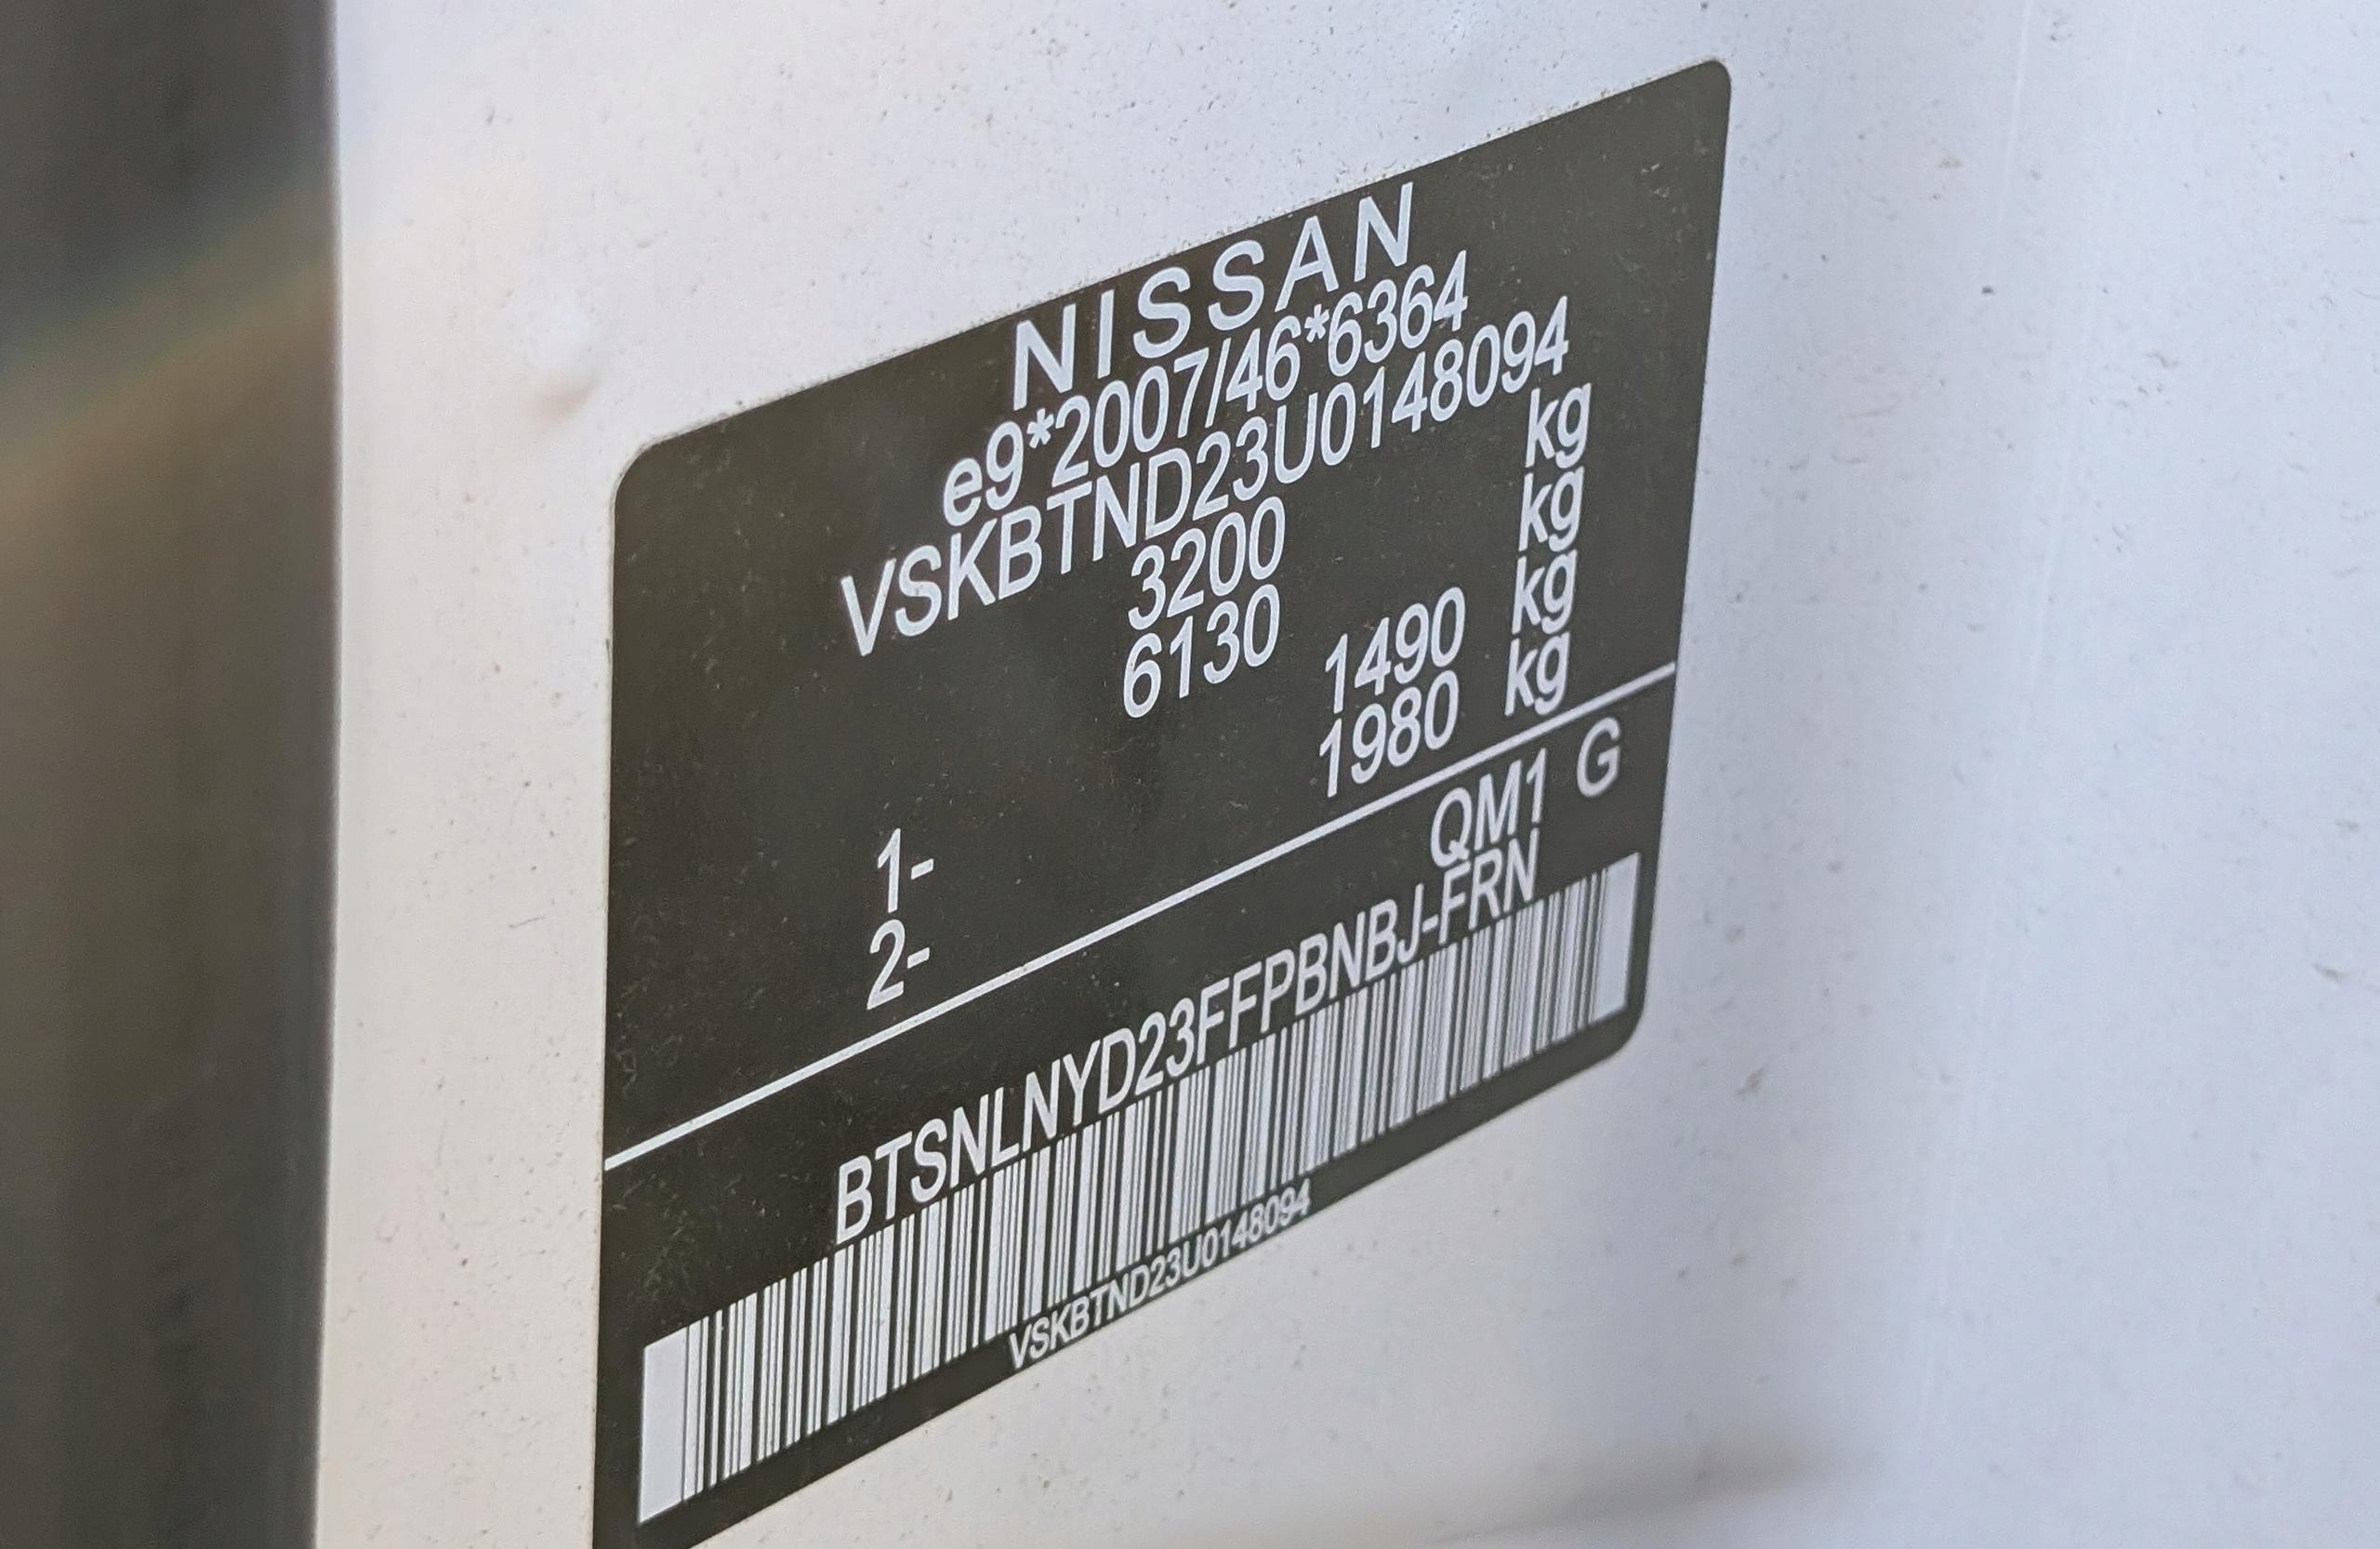 NISSAN
e9*2007/46*6364
VSKBTND23U0148094
3200 kg
6130 kg
1- 1490 kg
2- 1980 kg
QM1 G
BTSNLNYD23FFPBNBJ-FRN
VSKBTND23U0148094